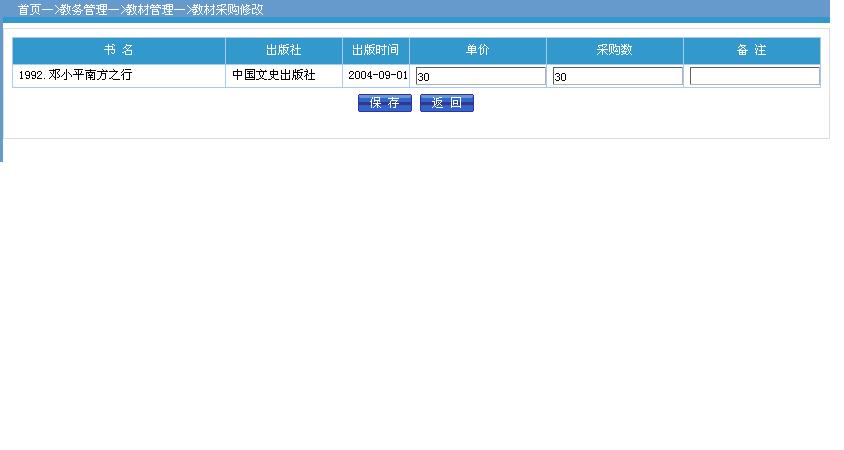 首页—>教务管理—>教材管理—>教材采购修改
书 名 出版社 出版时间 单价 采购数 备 注
1992.邓小平南方之行 中国文史出版社 2004-09-01 30 30
保 存 返 回